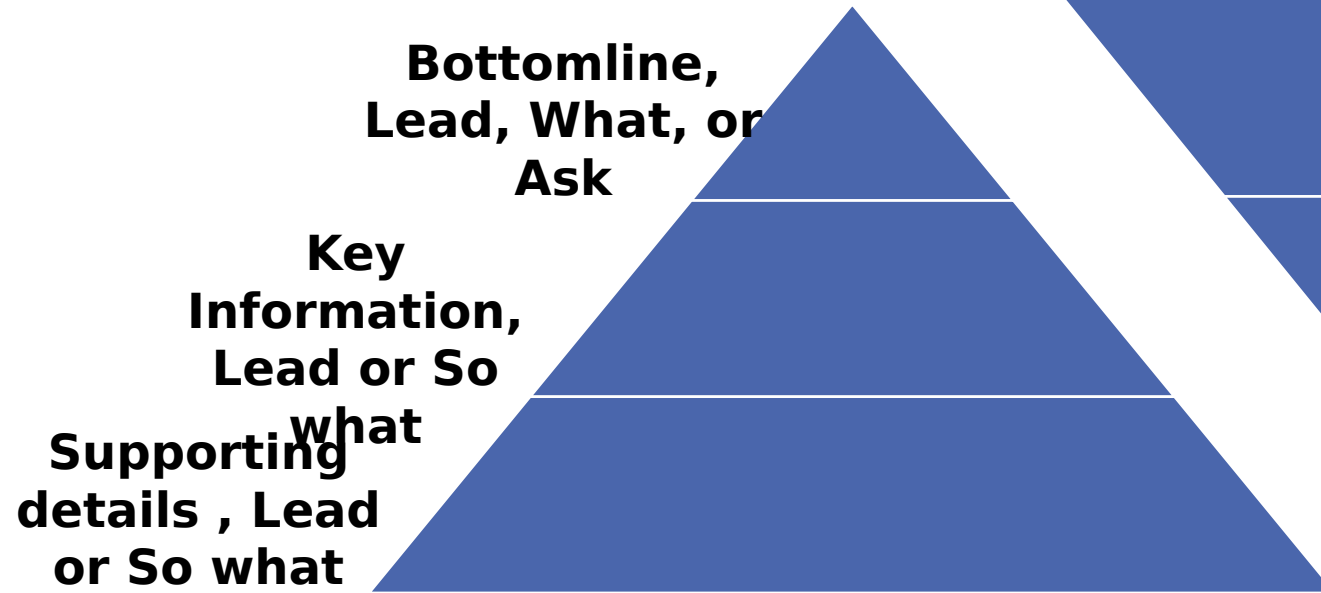 Bottomline,
Lead, What, or
Ask
Key
Information,
Lead or So
what
Supporting
details , Lead
or So what